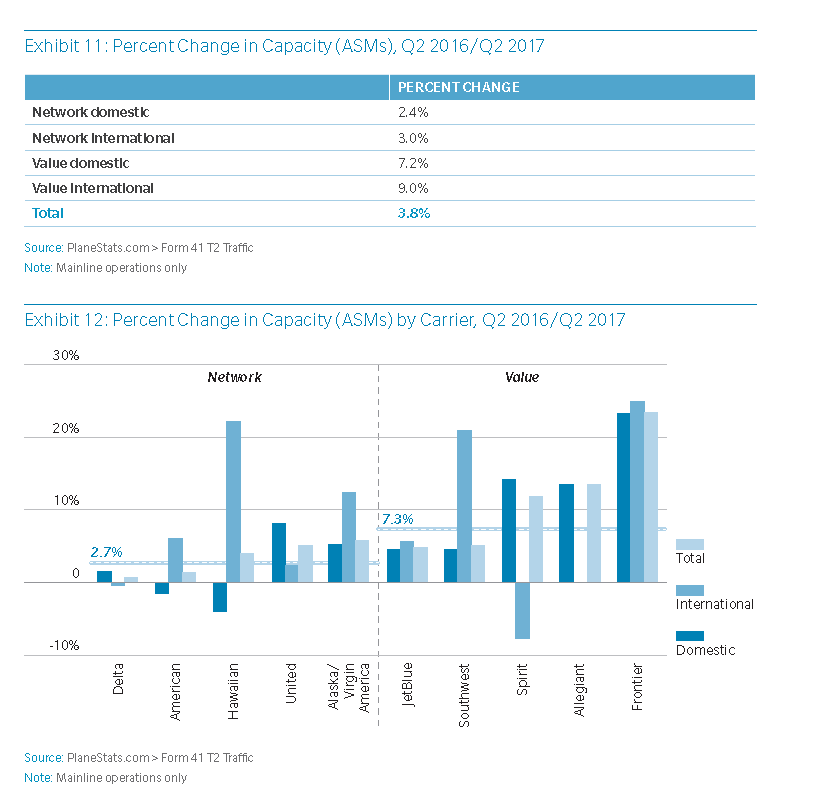 Exhibit 11: Percent Change in Capacity (ASMs), Q2 2016/Q2 2017
PERCENT CHANGE
Network domestic 2.4%
Network international 3.0%
Value domestic 7.2%
Value international 9.0%
Total 3.8%
Source: PlaneStats.com > Form 41 T2 Traffic
Note: Mainline operations only
Exhibit 12: Percent Change in Capacity (ASMs) by Carrier, Q2 2016/Q2 2017
30%
Network Value
20%
10%
7.3%
2.7%
0
-10%
Total
International
Domestic
Delta
American
Hawaiian
United
Alaska/
Virgin
America
JetBlue
Southwest
Spirit
Allegiant
Frontier
Source: PlaneStats.com > Form 41 T2 Traffic
Note: Mainline operations only